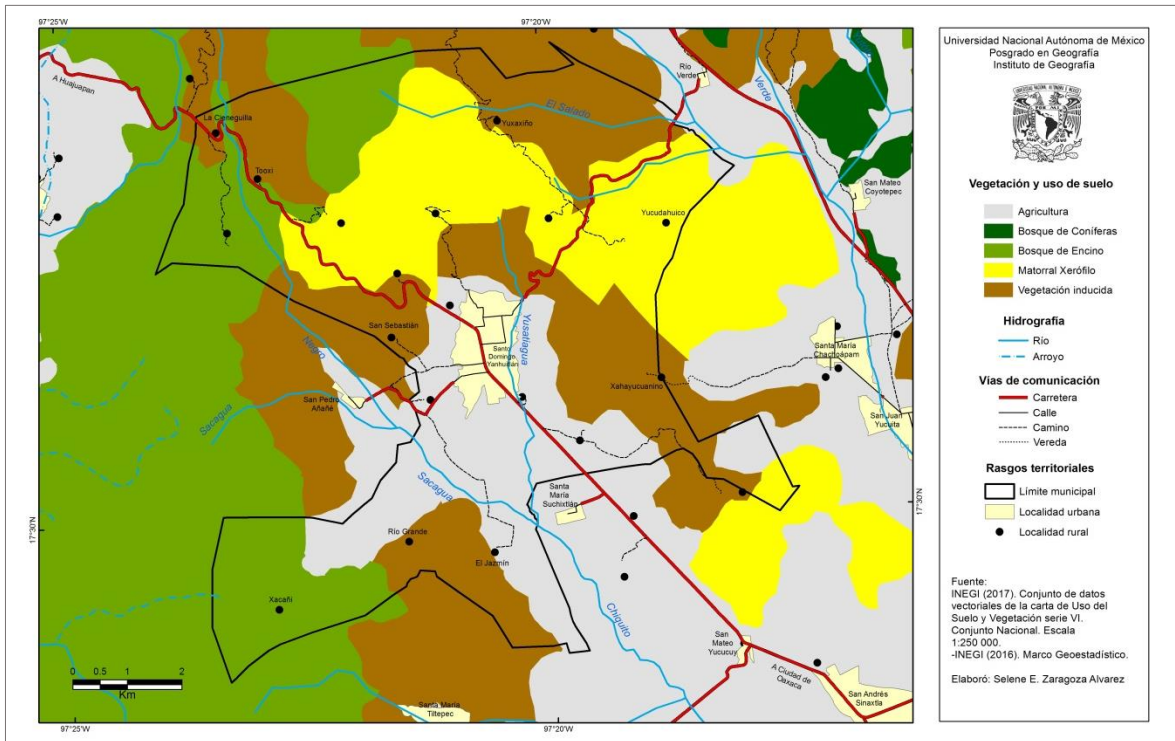 97°25'W
97°20'W
A Huajuapan
Río
Verde
Verde
La Cieneguilla
El Salado
Yuxaxiño
Tooxi
San Mateo
Coyotepec
Yucudahuico
San Sebastián
Negro
Santo
Domingo
Yanhuitlán
Yusatiagua
Santa María
Chachoápam
Xahayucuanino
San Pedro
Añañé
Sacagua
San Juan
Yucuita
Sacagua
Santa
María
Suchixtlán
17°30'N
17°30'N
Río Grande
El Jazmín
Xacañi
Chiquito
San
Mateo
Yucucuy
A Ciudad de
Oaxaca
San Andrés
Sinaxtla
Santa María
Tiltepec
0 0.5 1 2
Km
97°25'W
97°20'W
Universidad Nacional Autónoma de México
Posgrado en Geografía
Instituto de Geografía
Vegetación y uso de suelo
Agricultura
Bosque de Coníferas
Bosque de Encino
Matorral Xerófilo
Vegetación inducida
Hidrografía
Río
Arroyo
Vías de comunicación
Carretera
Calle
Camino
Vereda
Rasgos territoriales
Límite municipal
Localidad urbana
Localidad rural
Fuente:
INEGI (2017). Conjunto de datos
vectoriales de la carta de Uso del
Suelo y Vegetación serie VI.
Conjunto Nacional. Escala
1:250 000.
-INEGI (2016). Marco Geoestadístico.
Elaboró: Selene E. Zaragoza Alvarez